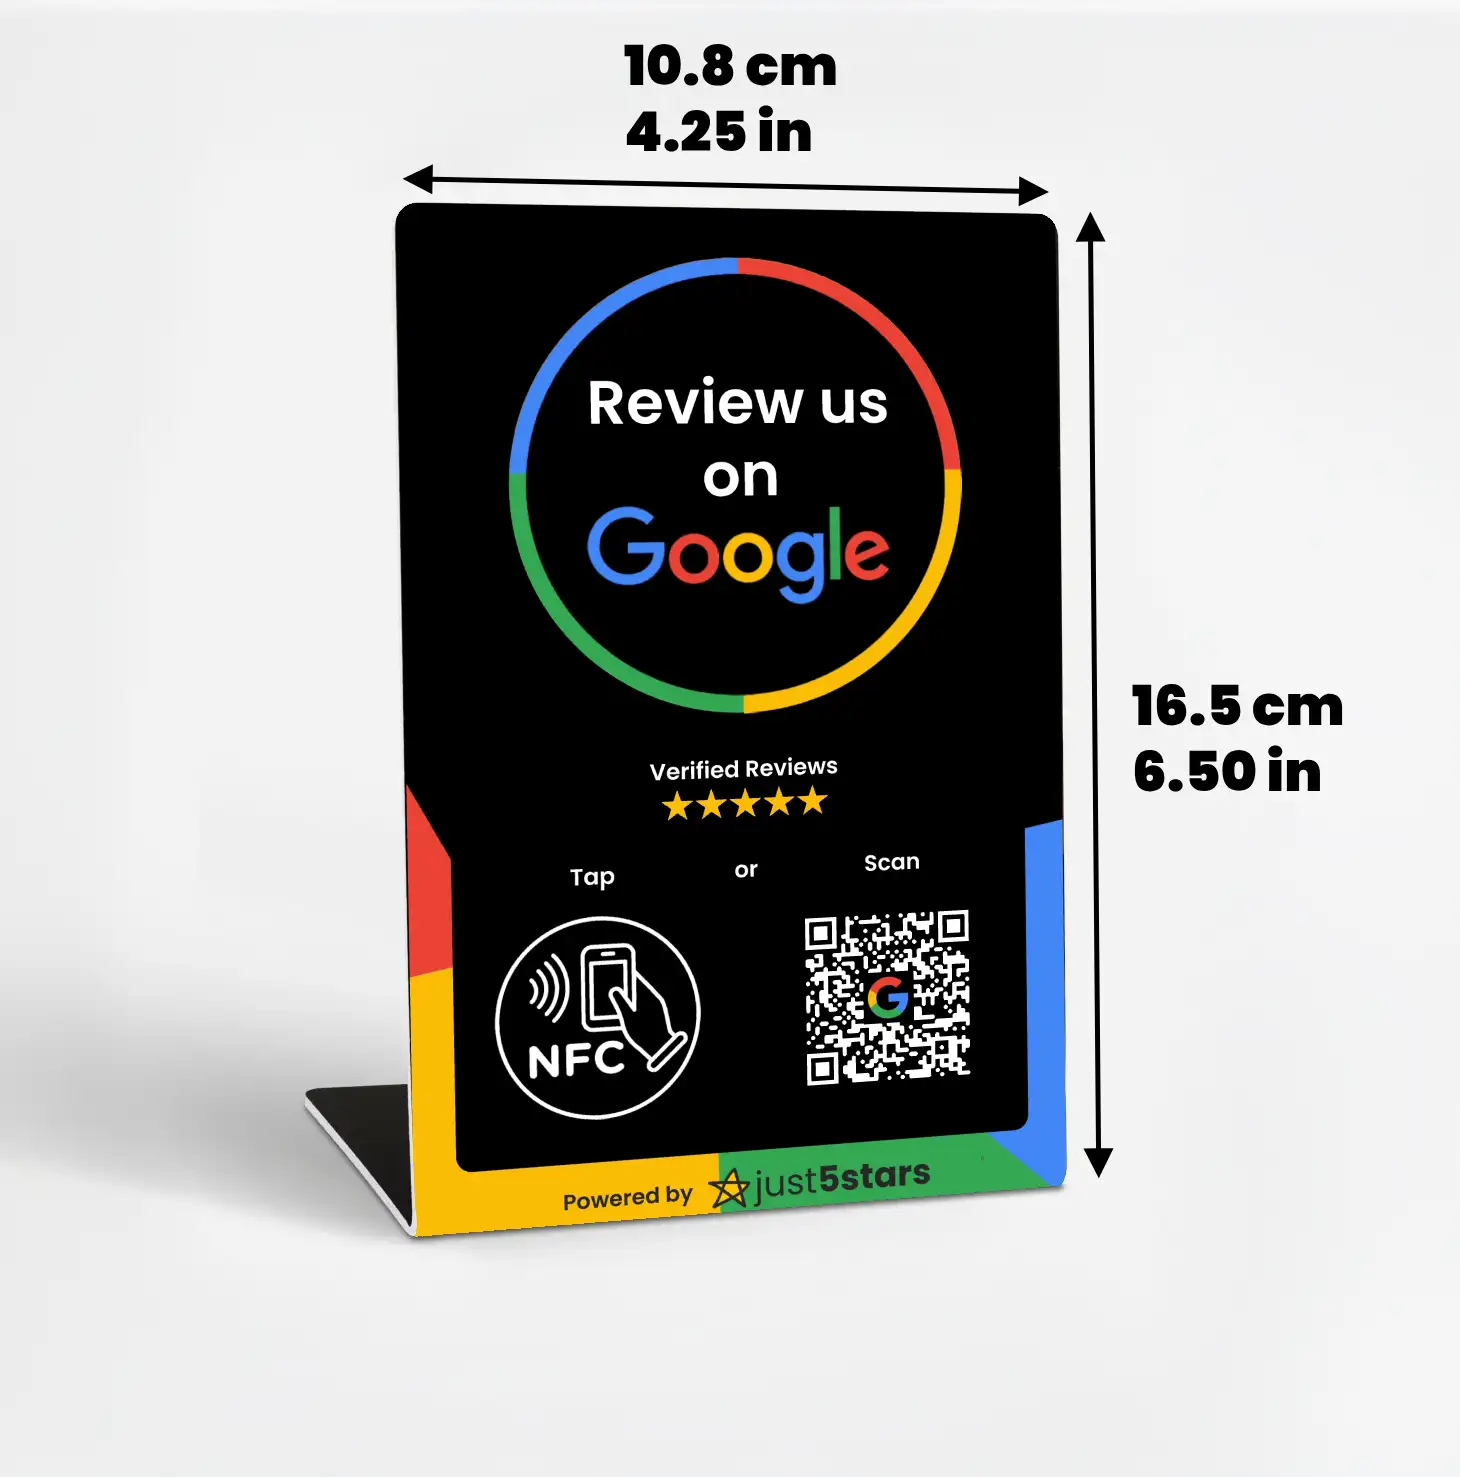 10.8 cm
4.25 in
Review us
on
Google
16.5 cm
6.50 in
Verified Reviews
Tap or Scan
NFC
G
Powered by just5stars